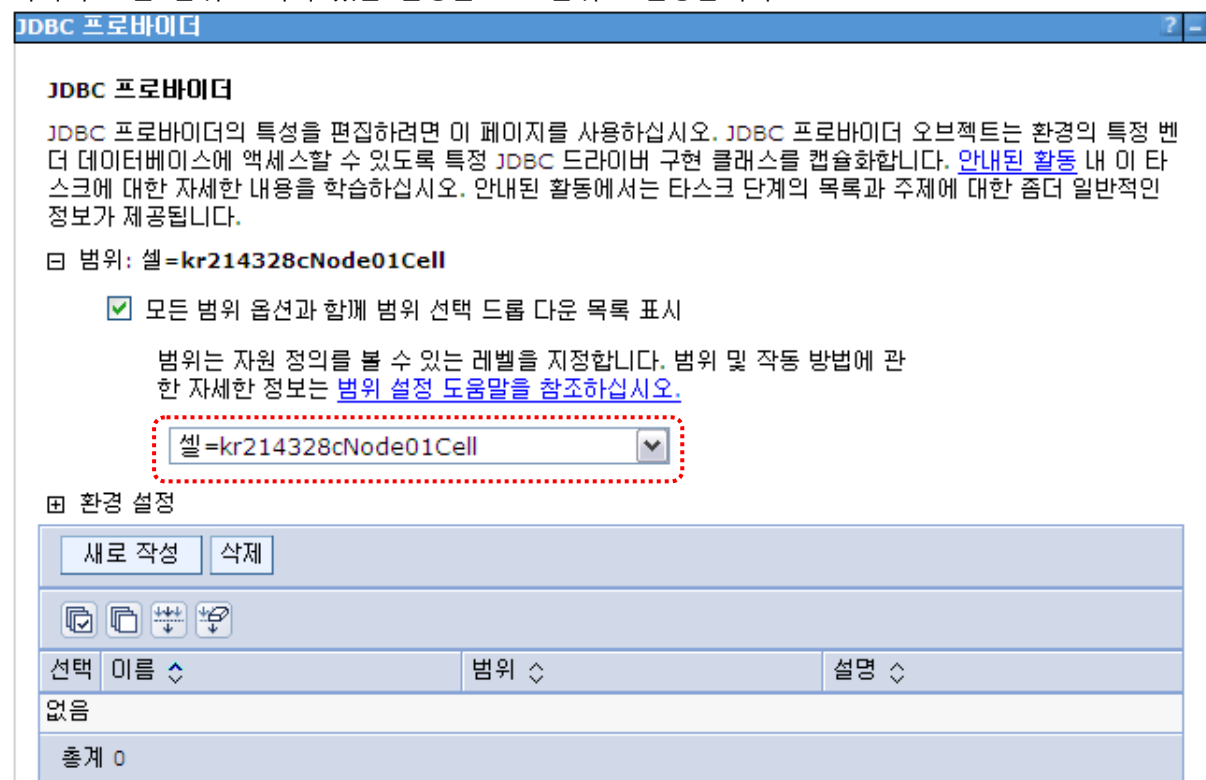 JDBC 프로바이더
JDBC 프로바이더
JDBC 프로바이더의 특성을 편집하려면 이 페이지를 사용하십시오. JDBC 프로바이더 오브젝트는 환경의 특정 벤
더 데이터베이스에 액세스할 수 있도록 특정 JDBC 드라이버 구현 클래스를 캡슐화합니다. 안내된 활동 내 이 타
스크에 대한 자세한 내용을 학습하십시오. 안내된 활동에서는 타스크 단계의 목록과 주제에 대한 좀더 일반적인
정보가 제공됩니다.
범위: 셀=kr214328cNode01Cell
모든 범위 옵션과 함께 범위 선택 드롭 다운 목록 표시
범위는 자원 정의를 볼 수 있는 레벨을 지정합니다. 범위 및 작동 방법에 관
한 자세한 정보는 범위 설정 도움말을 참조하십시오.
셀=kr214328cNode01Cell
환경 설정
새로 작성 삭제
선택 이름 범위 설명
없음
총계 0